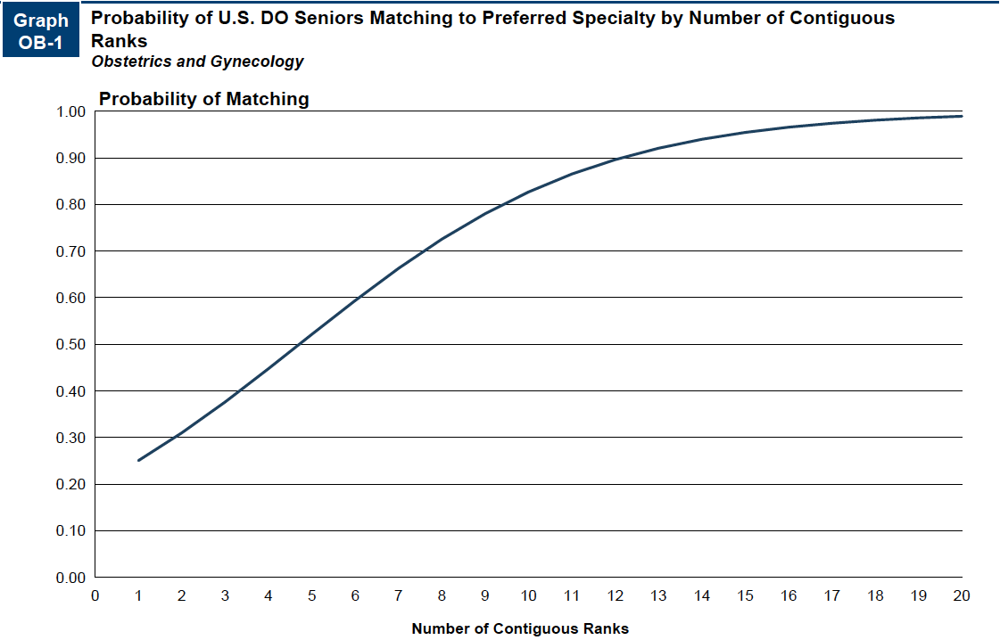 Graph
OB-1
Probability of U.S. DO Seniors Matching to Preferred Specialty by Number of Contiguous
Ranks
Obstetrics and Gynecology
Probability of Matching
1.00
0.90
0.80
0.70
0.60
0.50
0.40
0.30
0.20
0.10
0.00
0 1 2 3 4 5 6 7 8 9 10 11 12 13 14 15 16 17 18 19 20
Number of Contiguous Ranks